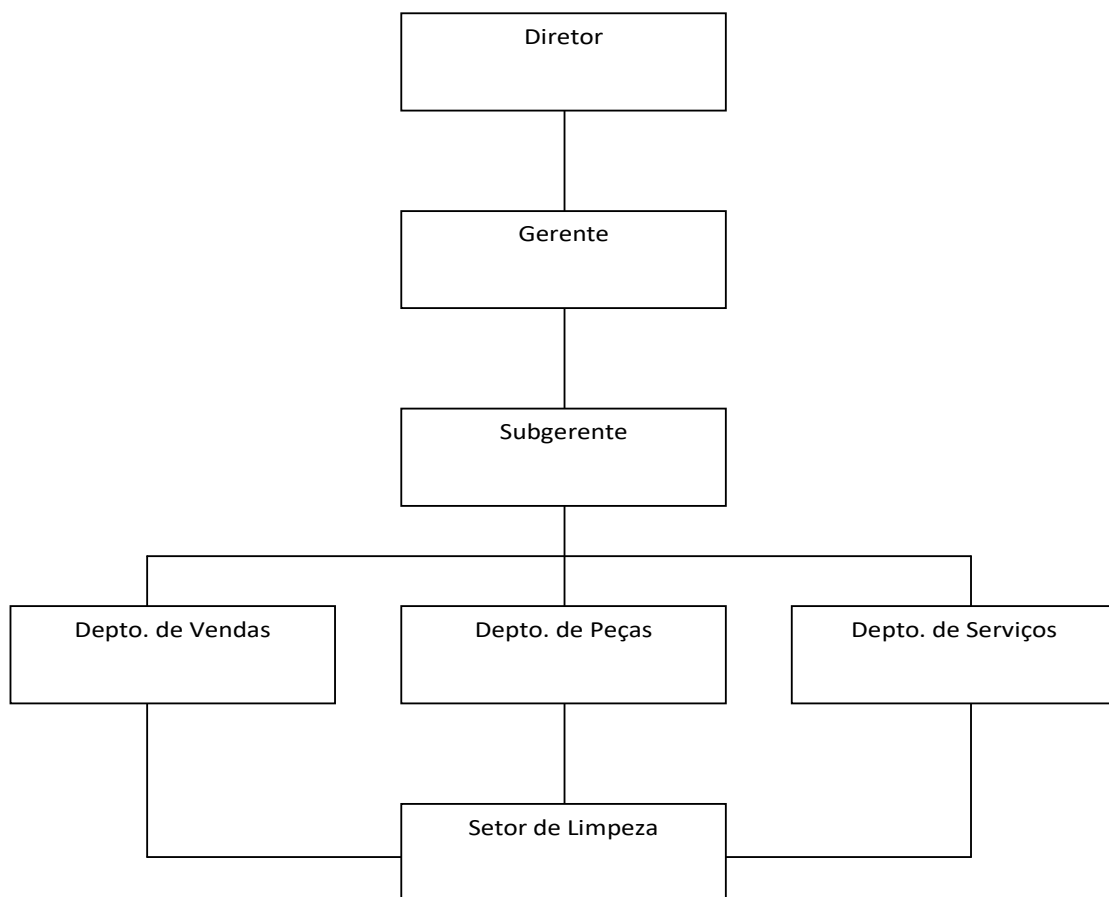 Diretor
Gerente
Subgerente
Depto. de Vendas
Depto. de Peças
Depto. de Serviços
Setor de Limpeza